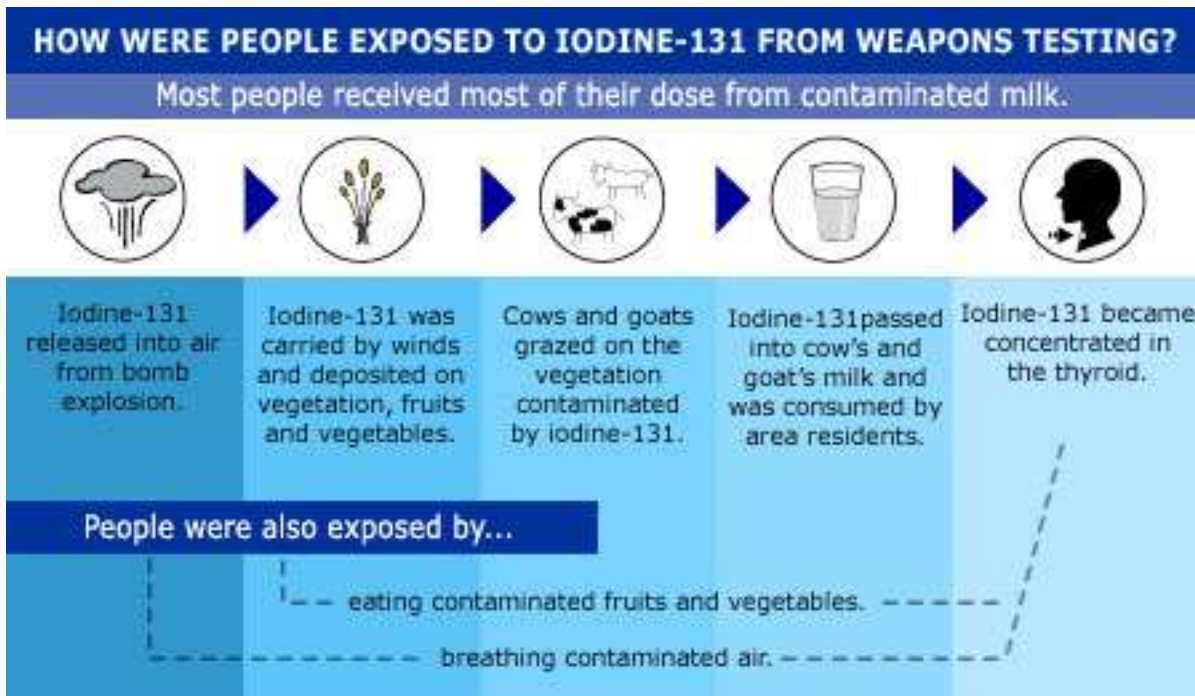 HOW WERE PEOPLE EXPOSED TO IODINE-131 FROM WEAPONS TESTING?
Most people received most of their dose from contaminated milk.
Iodine-131
released into air
from bomb
explosion.
Iodine-131 was
carried by winds
and deposited on
vegetation, fruits
and vegetables.
Cows and goats
grazed on the
vegetation
contaminated
by iodine-131.
Iodine-131passed
into cow's and
goat's milk and
was consumed by
area residents.
Iodine-131 became
concentrated in
the thyroid.
People were also exposed by...
eating contaminated fruits and vegetables.
breathing contaminated air.